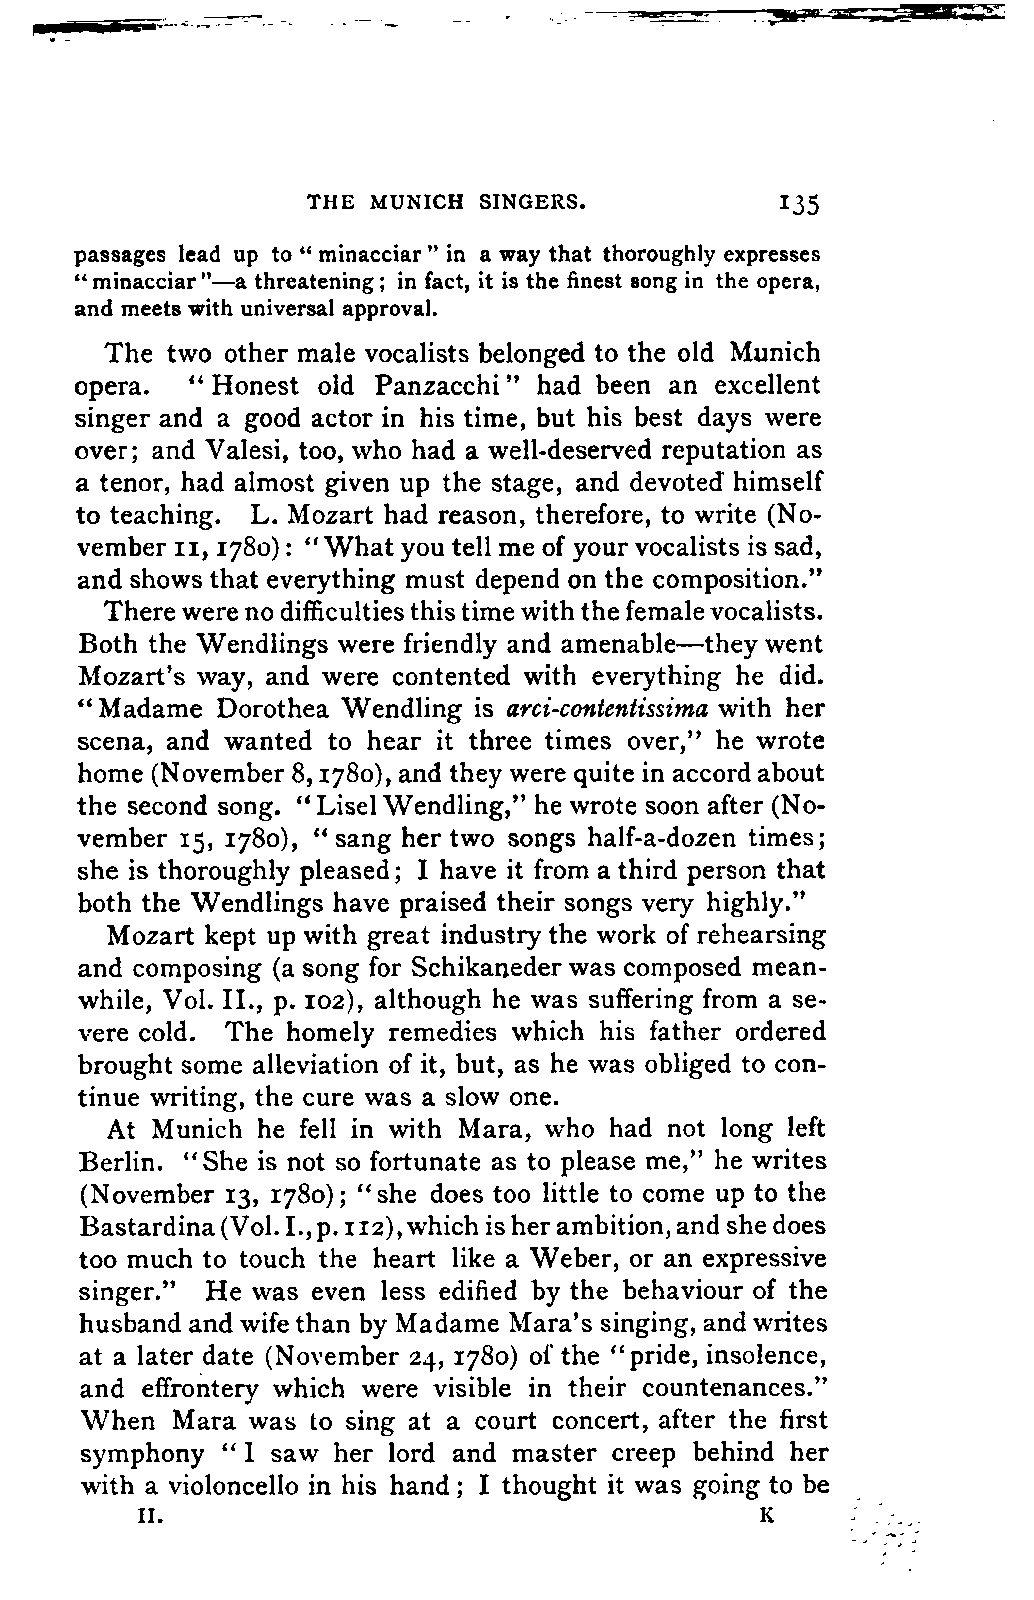 THE MUNICH SINGERS. 135
passages lead up to "minacciar" in a way that thoroughly expresses
"minacciar"—a threatening; in fact, it is the finest song in the opera,
and meets with universal approval.
The two other male vocalists belonged to the old Munich
opera. "Honest old Panzacchi" had been an excellent
singer and a good actor in his time, but his best days were
over; and Valesi, too, who had a well-deserved reputation as
a tenor, had almost given up the stage, and devoted himself
to teaching. L. Mozart had reason, therefore, to write (No-
vember 11, 1780): "What you tell me of your vocalists is sad,
and shows that everything must depend on the composition."
There were no difficulties this time with the female vocalists.
Both the Wendlings were friendly and amenable—they went
Mozart's way, and were contented with everything he did.
"Madame Dorothea Wendling is arci-contentissima with her
scena, and wanted to hear it three times over," he wrote
home (November 8, 1780), and they were quite in accord about
the second song. "Lisel Wendling," he wrote soon after (No-
vember 15, 1780), "sang her two songs half-a-dozen times;
she is thoroughly pleased; I have it from a third person that
both the Wendlings have praised their songs very highly."
Mozart kept up with great industry the work of rehearsing
and composing (a song for Schikaneder was composed mean-
while, Vol. II., p. 102), although he was suffering from a se-
vere cold. The homely remedies which his father ordered
brought some alleviation of it, but, as he was obliged to con-
tinue writing, the cure was a slow one.
At Munich he fell in with Mara, who had not long left
Berlin. "She is not so fortunate as to please me," he writes
(November 13, 1780); "she does too little to come up to the
Bastardina (Vol. I., p. 112), which is her ambition, and she does
too much to touch the heart like a Weber, or an expressive
singer." He was even less edified by the behaviour of the
husband and wife than by Madame Mara's singing, and writes
at a later date (November 24, 1780) of the "pride, insolence,
and effrontery which were visible in their countenances."
When Mara was to sing at a court concert, after the first
symphony "I saw her lord and master creep behind her
with a violoncello in his hand; I thought it was going to be
II. K